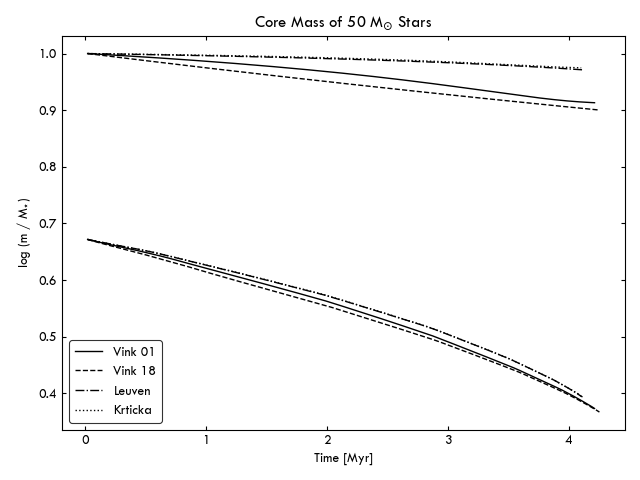 Core Mass of 50 M☉ Stars
1.0
0.9
0.8
0.7
0.6
0.5
0.4
log (m / M⋆)
Vink 01
Vink 18
Leuven
Krticka
0 1 2 3 4
Time [Myr]